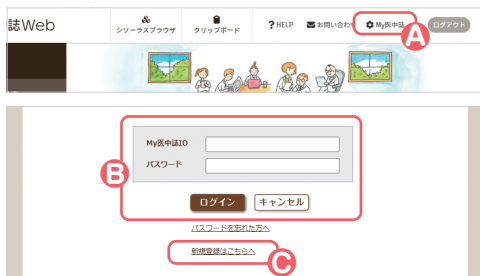 誌Web
シソーラスブラウザ クリップボード ?HELP お問い合わせ My医中誌 ログアウト
A
B
My医中誌ID
パスワード
ログイン キャンセル
パスワードを忘れた方へ
新規登録はこちらへ
C